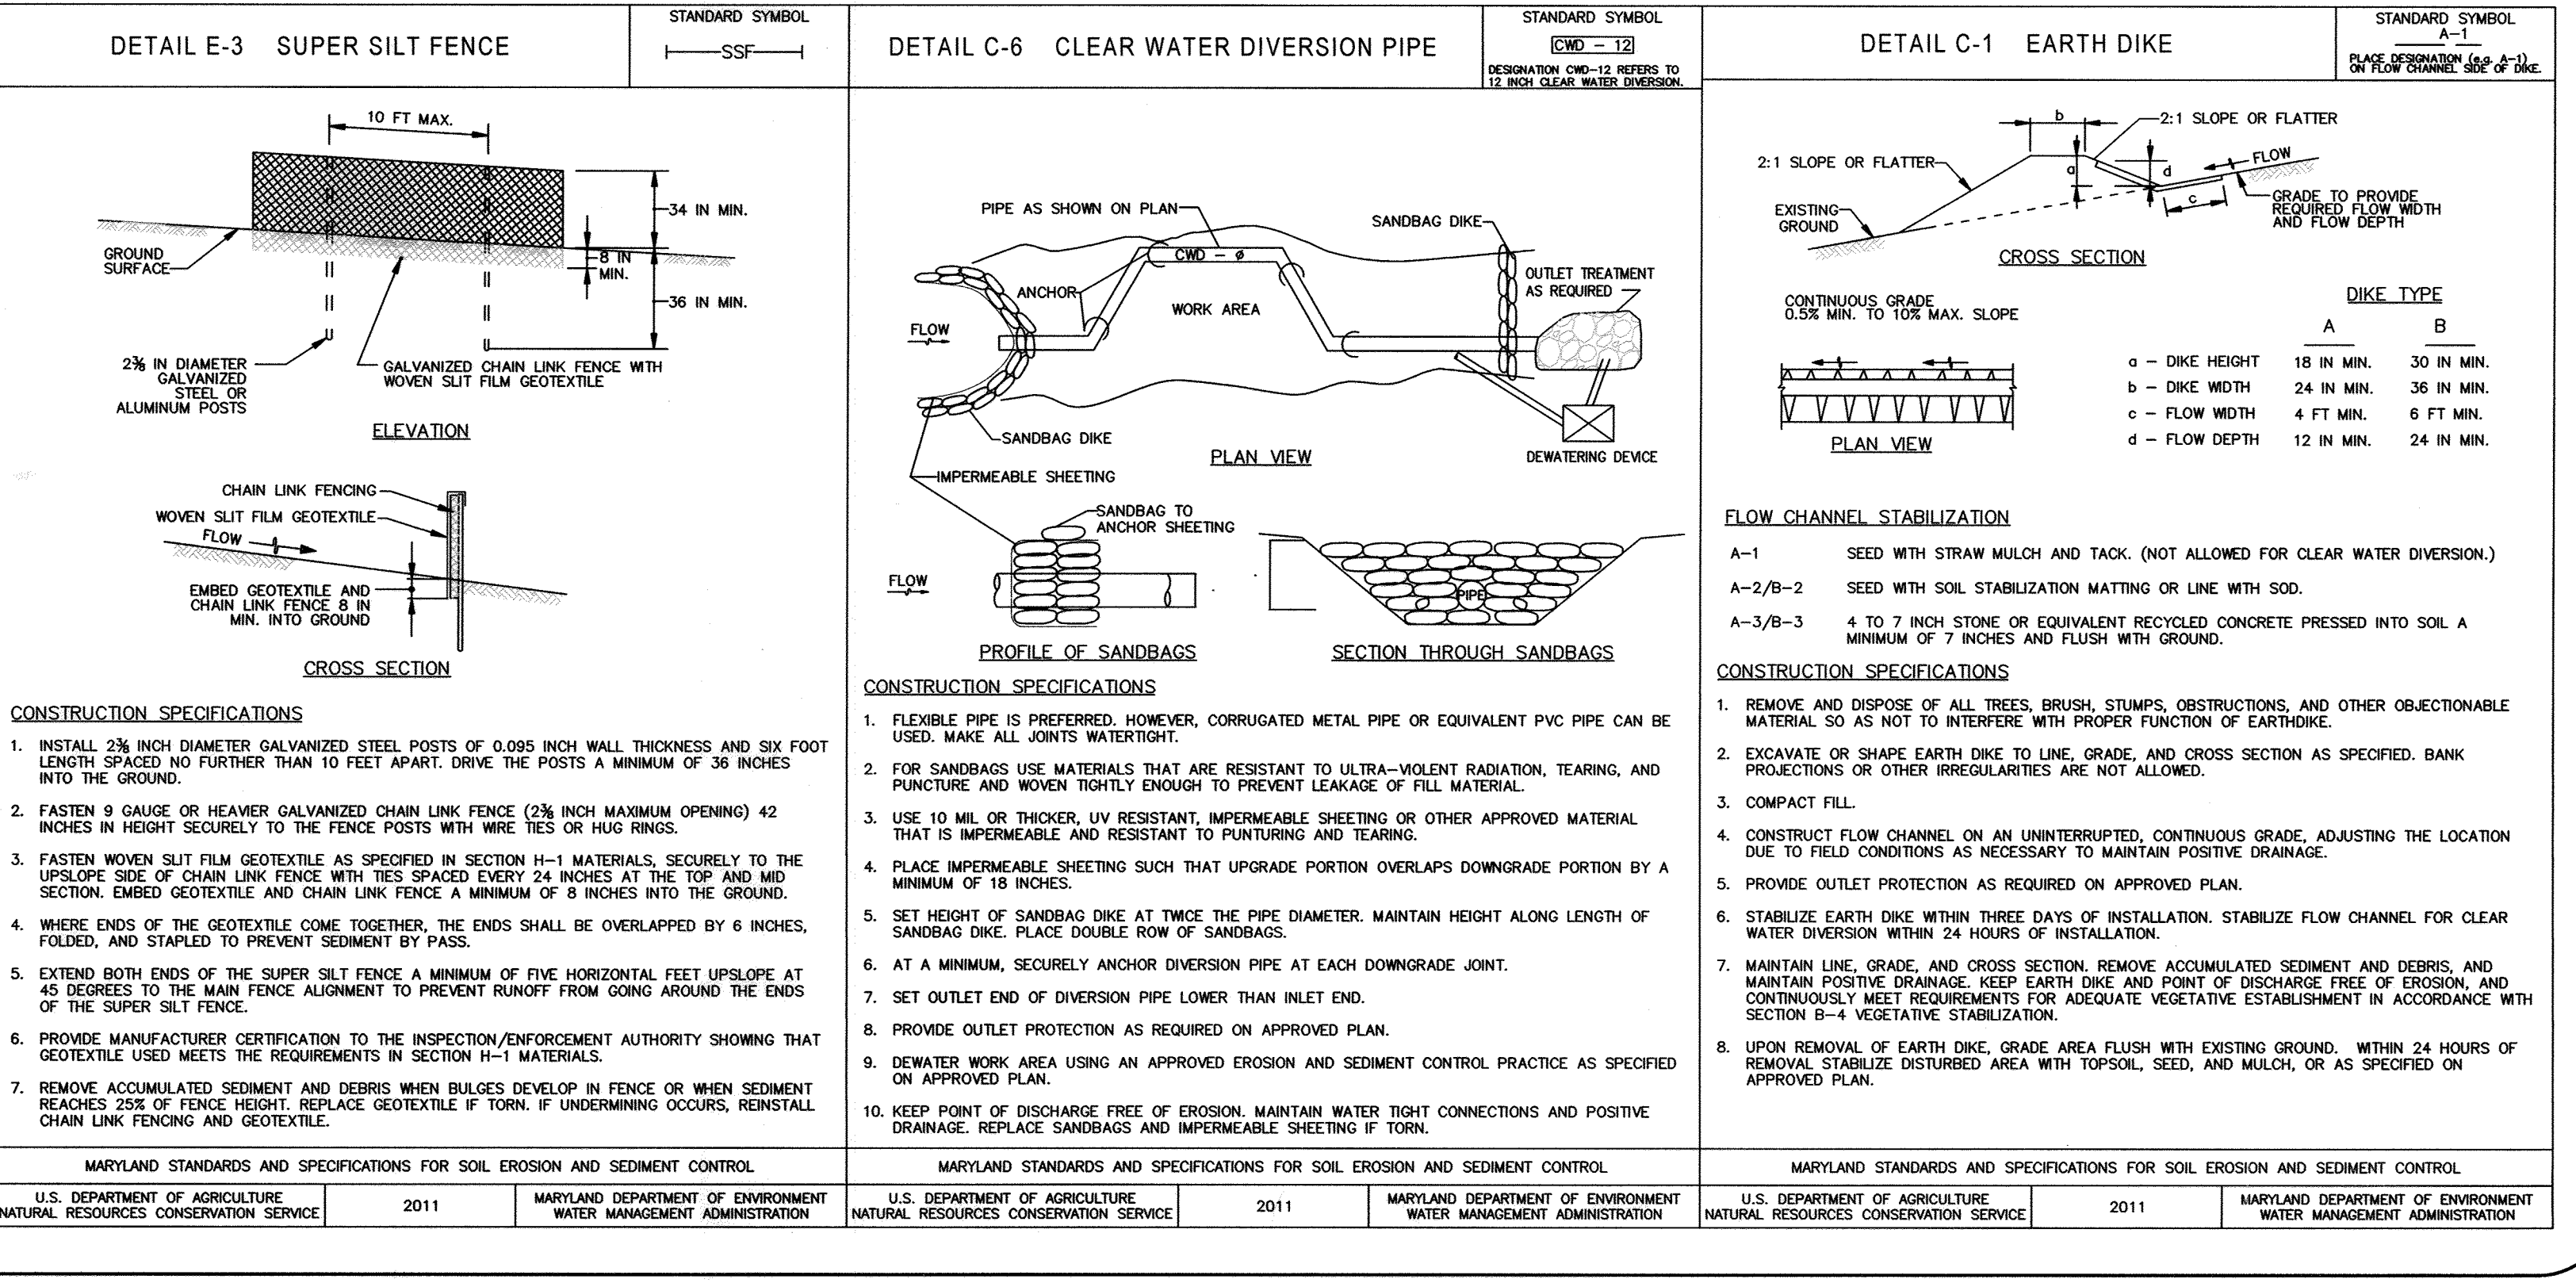 DETAIL E-3 SUPER SILT FENCE
STANDARD SYMBOL
SSF
10 FT MAX.
34 IN MIN.
GROUND
SURFACE
8 IN
MIN.
36 IN MIN.
2⅜ IN DIAMETER
GALVANIZED
STEEL OR
ALUMINUM POSTS
GALVANIZED CHAIN LINK FENCE WITH
WOVEN SLIT FILM GEOTEXTILE
ELEVATION
CHAIN LINK FENCING
WOVEN SLIT FILM GEOTEXTILE
FLOW
EMBED GEOTEXTILE AND
CHAIN LINK FENCE 8 IN
MIN. INTO GROUND
CROSS SECTION
CONSTRUCTION SPECIFICATIONS
1. INSTALL 2⅜ INCH DIAMETER GALVANIZED STEEL POSTS OF 0.095 INCH WALL THICKNESS AND SIX FOOT
LENGTH SPACED NO FURTHER THAN 10 FEET APART. DRIVE THE POSTS A MINIMUM OF 36 INCHES
INTO THE GROUND.
2. FASTEN 9 GAUGE OR HEAVIER GALVANIZED CHAIN LINK FENCE (2⅜ INCH MAXIMUM OPENING) 42
INCHES IN HEIGHT SECURELY TO THE FENCE POSTS WITH WIRE TIES OR HUG RINGS.
3. FASTEN WOVEN SLIT FILM GEOTEXTILE AS SPECIFIED IN SECTION H-1 MATERIALS, SECURELY TO THE
UPSLOPE SIDE OF CHAIN LINK FENCE WITH TIES SPACED EVERY 24 INCHES AT THE TOP AND MID
SECTION. EMBED GEOTEXTILE AND CHAIN LINK FENCE A MINIMUM OF 8 INCHES INTO THE GROUND.
4. WHERE ENDS OF THE GEOTEXTILE COME TOGETHER, THE ENDS SHALL BE OVERLAPPED BY 6 INCHES,
FOLDED, AND STAPLED TO PREVENT SEDIMENT BY PASS.
5. EXTEND BOTH ENDS OF THE SUPER SILT FENCE A MINIMUM OF FIVE HORIZONTAL FEET UPSLOPE AT
45 DEGREES TO THE MAIN FENCE ALIGNMENT TO PREVENT RUNOFF FROM GOING AROUND THE ENDS
OF THE SUPER SILT FENCE.
6. PROVIDE MANUFACTURER CERTIFICATION TO THE INSPECTION/ENFORCEMENT AUTHORITY SHOWING THAT
GEOTEXTILE USED MEETS THE REQUIREMENTS IN SECTION H-1 MATERIALS.
7. REMOVE ACCUMULATED SEDIMENT AND DEBRIS WHEN BULGES DEVELOP IN FENCE OR WHEN SEDIMENT
REACHES 25% OF FENCE HEIGHT. REPLACE GEOTEXTILE IF TORN. IF UNDERMINING OCCURS, REINSTALL
CHAIN LINK FENCING AND GEOTEXTILE.
MARYLAND STANDARDS AND SPECIFICATIONS FOR SOIL EROSION AND SEDIMENT CONTROL
U.S. DEPARTMENT OF AGRICULTURE
NATURAL RESOURCES CONSERVATION SERVICE
2011
MARYLAND DEPARTMENT OF ENVIRONMENT
WATER MANAGEMENT ADMINISTRATION
DETAIL C-6 CLEAR WATER DIVERSION PIPE
STANDARD SYMBOL
CWD - 12
DESIGNATION CWD-12 REFERS TO
12 INCH CLEAR WATER DIVERSION.
PIPE AS SHOWN ON PLAN
SANDBAG DIKE
CWD - ø
OUTLET TREATMENT
AS REQUIRED
ANCHOR
WORK AREA
FLOW
SANDBAG DIKE
PLAN VIEW
DEWATERING DEVICE
IMPERMEABLE SHEETING
SANDBAG TO
ANCHOR SHEETING
FLOW
PIPE
PROFILE OF SANDBAGS
SECTION THROUGH SANDBAGS
CONSTRUCTION SPECIFICATIONS
1. FLEXIBLE PIPE IS PREFERRED. HOWEVER, CORRUGATED METAL PIPE OR EQUIVALENT PVC PIPE CAN BE
USED. MAKE ALL JOINTS WATERTIGHT.
2. FOR SANDBAGS USE MATERIALS THAT ARE RESISTANT TO ULTRA-VIOLENT RADIATION, TEARING, AND
PUNCTURE AND WOVEN TIGHTLY ENOUGH TO PREVENT LEAKAGE OF FILL MATERIAL.
3. USE 10 MIL OR THICKER, UV RESISTANT, IMPERMEABLE SHEETING OR OTHER APPROVED MATERIAL
THAT IS IMPERMEABLE AND RESISTANT TO PUNTURING AND TEARING.
4. PLACE IMPERMEABLE SHEETING SUCH THAT UPGRADE PORTION OVERLAPS DOWNGRADE PORTION BY A
MINIMUM OF 18 INCHES.
5. SET HEIGHT OF SANDBAG DIKE AT TWICE THE PIPE DIAMETER. MAINTAIN HEIGHT ALONG LENGTH OF
SANDBAG DIKE. PLACE DOUBLE ROW OF SANDBAGS.
6. AT A MINIMUM, SECURELY ANCHOR DIVERSION PIPE AT EACH DOWNGRADE JOINT.
7. SET OUTLET END OF DIVERSION PIPE LOWER THAN INLET END.
8. PROVIDE OUTLET PROTECTION AS REQUIRED ON APPROVED PLAN.
9. DEWATER WORK AREA USING AN APPROVED EROSION AND SEDIMENT CONTROL PRACTICE AS SPECIFIED
ON APPROVED PLAN.
10. KEEP POINT OF DISCHARGE FREE OF EROSION. MAINTAIN WATER TIGHT CONNECTIONS AND POSITIVE
DRAINAGE. REPLACE SANDBAGS AND IMPERMEABLE SHEETING IF TORN.
MARYLAND STANDARDS AND SPECIFICATIONS FOR SOIL EROSION AND SEDIMENT CONTROL
U.S. DEPARTMENT OF AGRICULTURE
NATURAL RESOURCES CONSERVATION SERVICE
2011
MARYLAND DEPARTMENT OF ENVIRONMENT
WATER MANAGEMENT ADMINISTRATION
DETAIL C-1 EARTH DIKE
STANDARD SYMBOL
A-1
PLACE DESIGNATION (e.g. A-1)
ON FLOW CHANNEL SIDE OF DIKE.
b
2:1 SLOPE OR FLATTER
2:1 SLOPE OR FLATTER
FLOW
a
d
c
GRADE TO PROVIDE
REQUIRED FLOW WIDTH
AND FLOW DEPTH
EXISTING
GROUND
CROSS SECTION
CONTINUOUS GRADE
0.5% MIN. TO 10% MAX. SLOPE
PLAN VIEW
DIKE TYPE
A B
a - DIKE HEIGHT 18 IN MIN. 30 IN MIN.
b - DIKE WIDTH 24 IN MIN. 36 IN MIN.
c - FLOW WIDTH 4 FT MIN. 6 FT MIN.
d - FLOW DEPTH 12 IN MIN. 24 IN MIN.
FLOW CHANNEL STABILIZATION
A-1 SEED WITH STRAW MULCH AND TACK. (NOT ALLOWED FOR CLEAR WATER DIVERSION.)
A-2/B-2 SEED WITH SOIL STABILIZATION MATTING OR LINE WITH SOD.
A-3/B-3 4 TO 7 INCH STONE OR EQUIVALENT RECYCLED CONCRETE PRESSED INTO SOIL A
MINIMUM OF 7 INCHES AND FLUSH WITH GROUND.
CONSTRUCTION SPECIFICATIONS
1. REMOVE AND DISPOSE OF ALL TREES, BRUSH, STUMPS, OBSTRUCTIONS, AND OTHER OBJECTIONABLE
MATERIAL SO AS NOT TO INTERFERE WITH PROPER FUNCTION OF EARTHDIKE.
2. EXCAVATE OR SHAPE EARTH DIKE TO LINE, GRADE, AND CROSS SECTION AS SPECIFIED. BANK
PROJECTIONS OR OTHER IRREGULARITIES ARE NOT ALLOWED.
3. COMPACT FILL.
4. CONSTRUCT FLOW CHANNEL ON AN UNINTERRUPTED, CONTINUOUS GRADE, ADJUSTING THE LOCATION
DUE TO FIELD CONDITIONS AS NECESSARY TO MAINTAIN POSITIVE DRAINAGE.
5. PROVIDE OUTLET PROTECTION AS REQUIRED ON APPROVED PLAN.
6. STABILIZE EARTH DIKE WITHIN THREE DAYS OF INSTALLATION. STABILIZE FLOW CHANNEL FOR CLEAR
WATER DIVERSION WITHIN 24 HOURS OF INSTALLATION.
7. MAINTAIN LINE, GRADE, AND CROSS SECTION. REMOVE ACCUMULATED SEDIMENT AND DEBRIS, AND
MAINTAIN POSITIVE DRAINAGE. KEEP EARTH DIKE AND POINT OF DISCHARGE FREE OF EROSION, AND
CONTINUOUSLY MEET REQUIREMENTS FOR ADEQUATE VEGETATIVE ESTABLISHMENT IN ACCORDANCE WITH
SECTION B-4 VEGETATIVE STABILIZATION.
8. UPON REMOVAL OF EARTH DIKE, GRADE AREA FLUSH WITH EXISTING GROUND. WITHIN 24 HOURS OF
REMOVAL STABILIZE DISTURBED AREA WITH TOPSOIL, SEED, AND MULCH, OR AS SPECIFIED ON
APPROVED PLAN.
MARYLAND STANDARDS AND SPECIFICATIONS FOR SOIL EROSION AND SEDIMENT CONTROL
U.S. DEPARTMENT OF AGRICULTURE
NATURAL RESOURCES CONSERVATION SERVICE
2011
MARYLAND DEPARTMENT OF ENVIRONMENT
WATER MANAGEMENT ADMINISTRATION